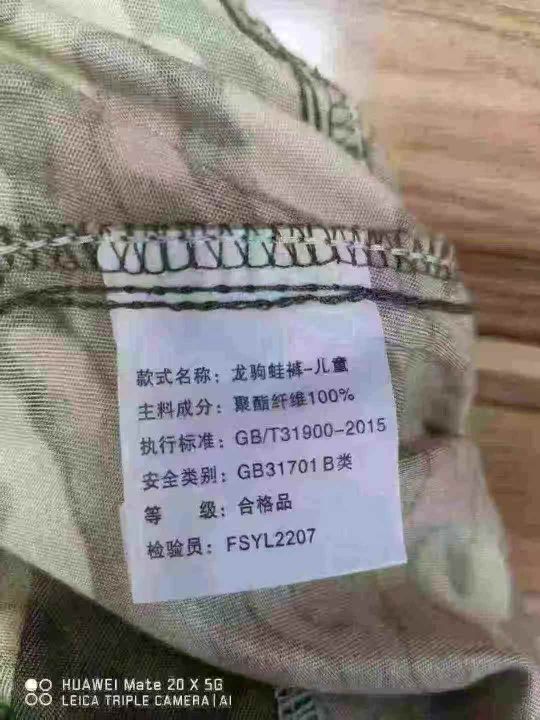 款式名称：龙驹蛙裤-儿童
主料成分：聚酯纤维100%
执行标准：GB/T31900-2015
安全类别：GB31701 B类
等　　级：合格品
检验员：FSYL2207
HUAWEI Mate 20 X 5G
LEICA TRIPLE CAMERA | AI